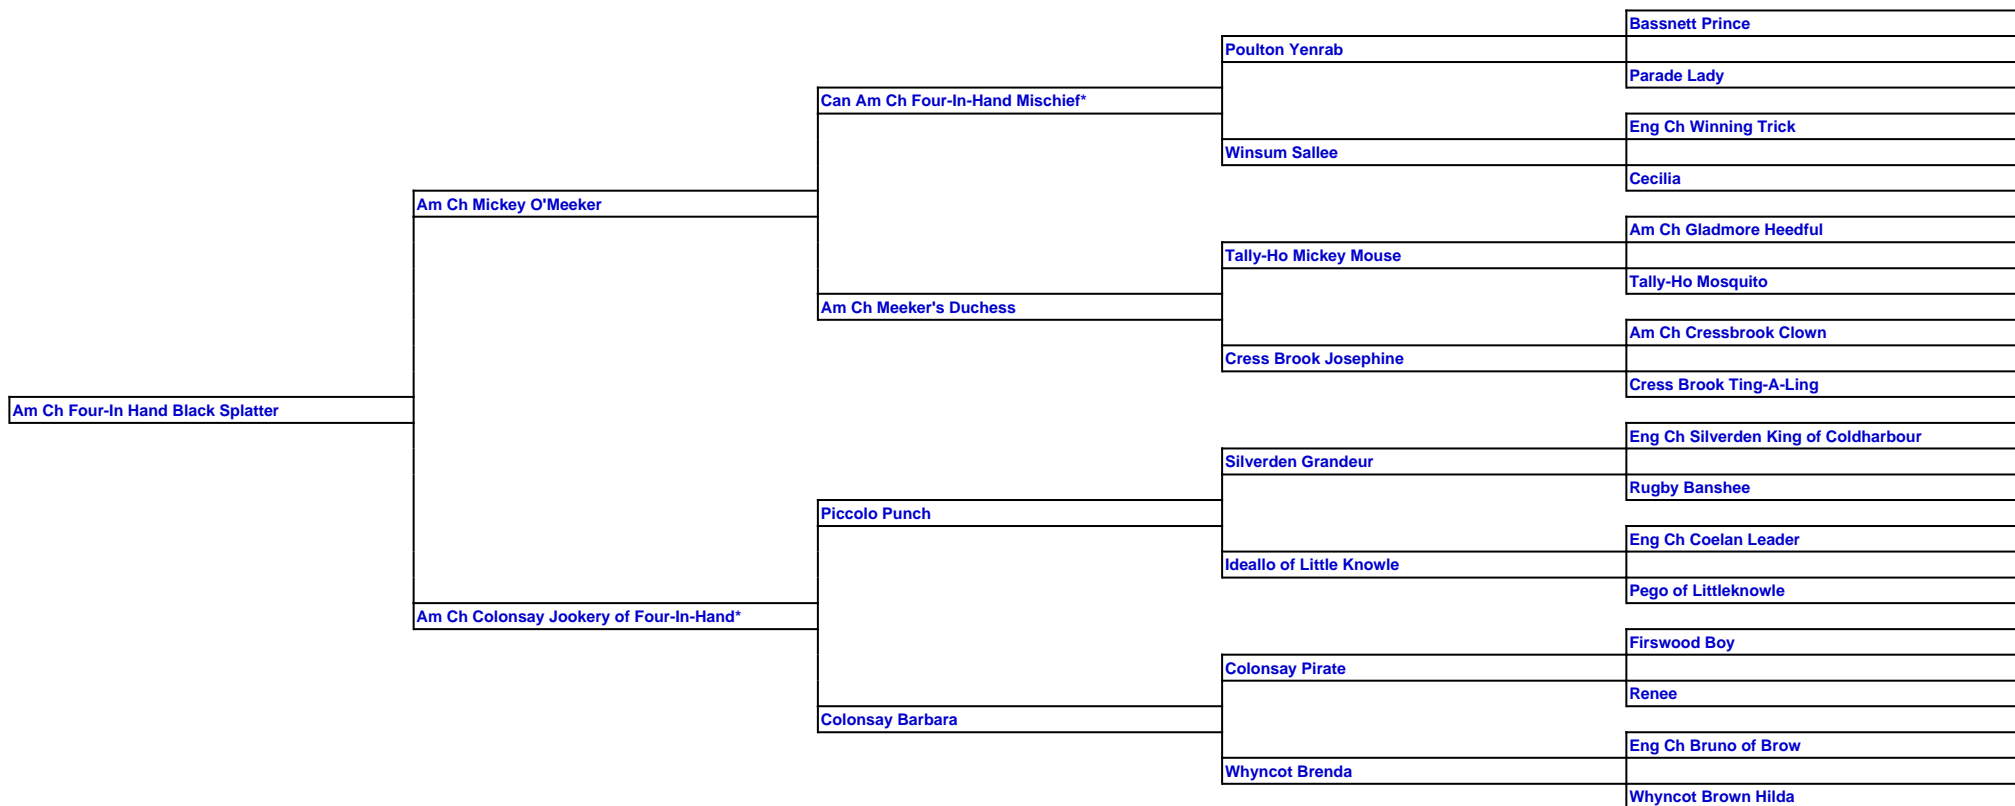 Bassnett Prince
Poulton Yenrab
Parade Lady
Can Am Ch Four-In-Hand Mischief*
Eng Ch Winning Trick
Winsum Sallee
Cecilia
Am Ch Mickey O'Meeker
Am Ch Gladmore Heedful
Tally-Ho Mickey Mouse
Tally-Ho Mosquito
Am Ch Meeker's Duchess
Am Ch Cressbrook Clown
Cress Brook Josephine
Cress Brook Ting-A-Ling
Am Ch Four-In Hand Black Splatter
Eng Ch Silverden King of Coldharbour
Silverden Grandeur
Rugby Banshee
Piccolo Punch
Eng Ch Coelan Leader
Ideallo of Little Knowle
Pego of Littleknowle
Am Ch Colonsay Jookery of Four-In-Hand*
Firswood Boy
Colonsay Pirate
Renee
Colonsay Barbara
Eng Ch Bruno of Brow
Whyncot Brenda
Whyncot Brown Hilda